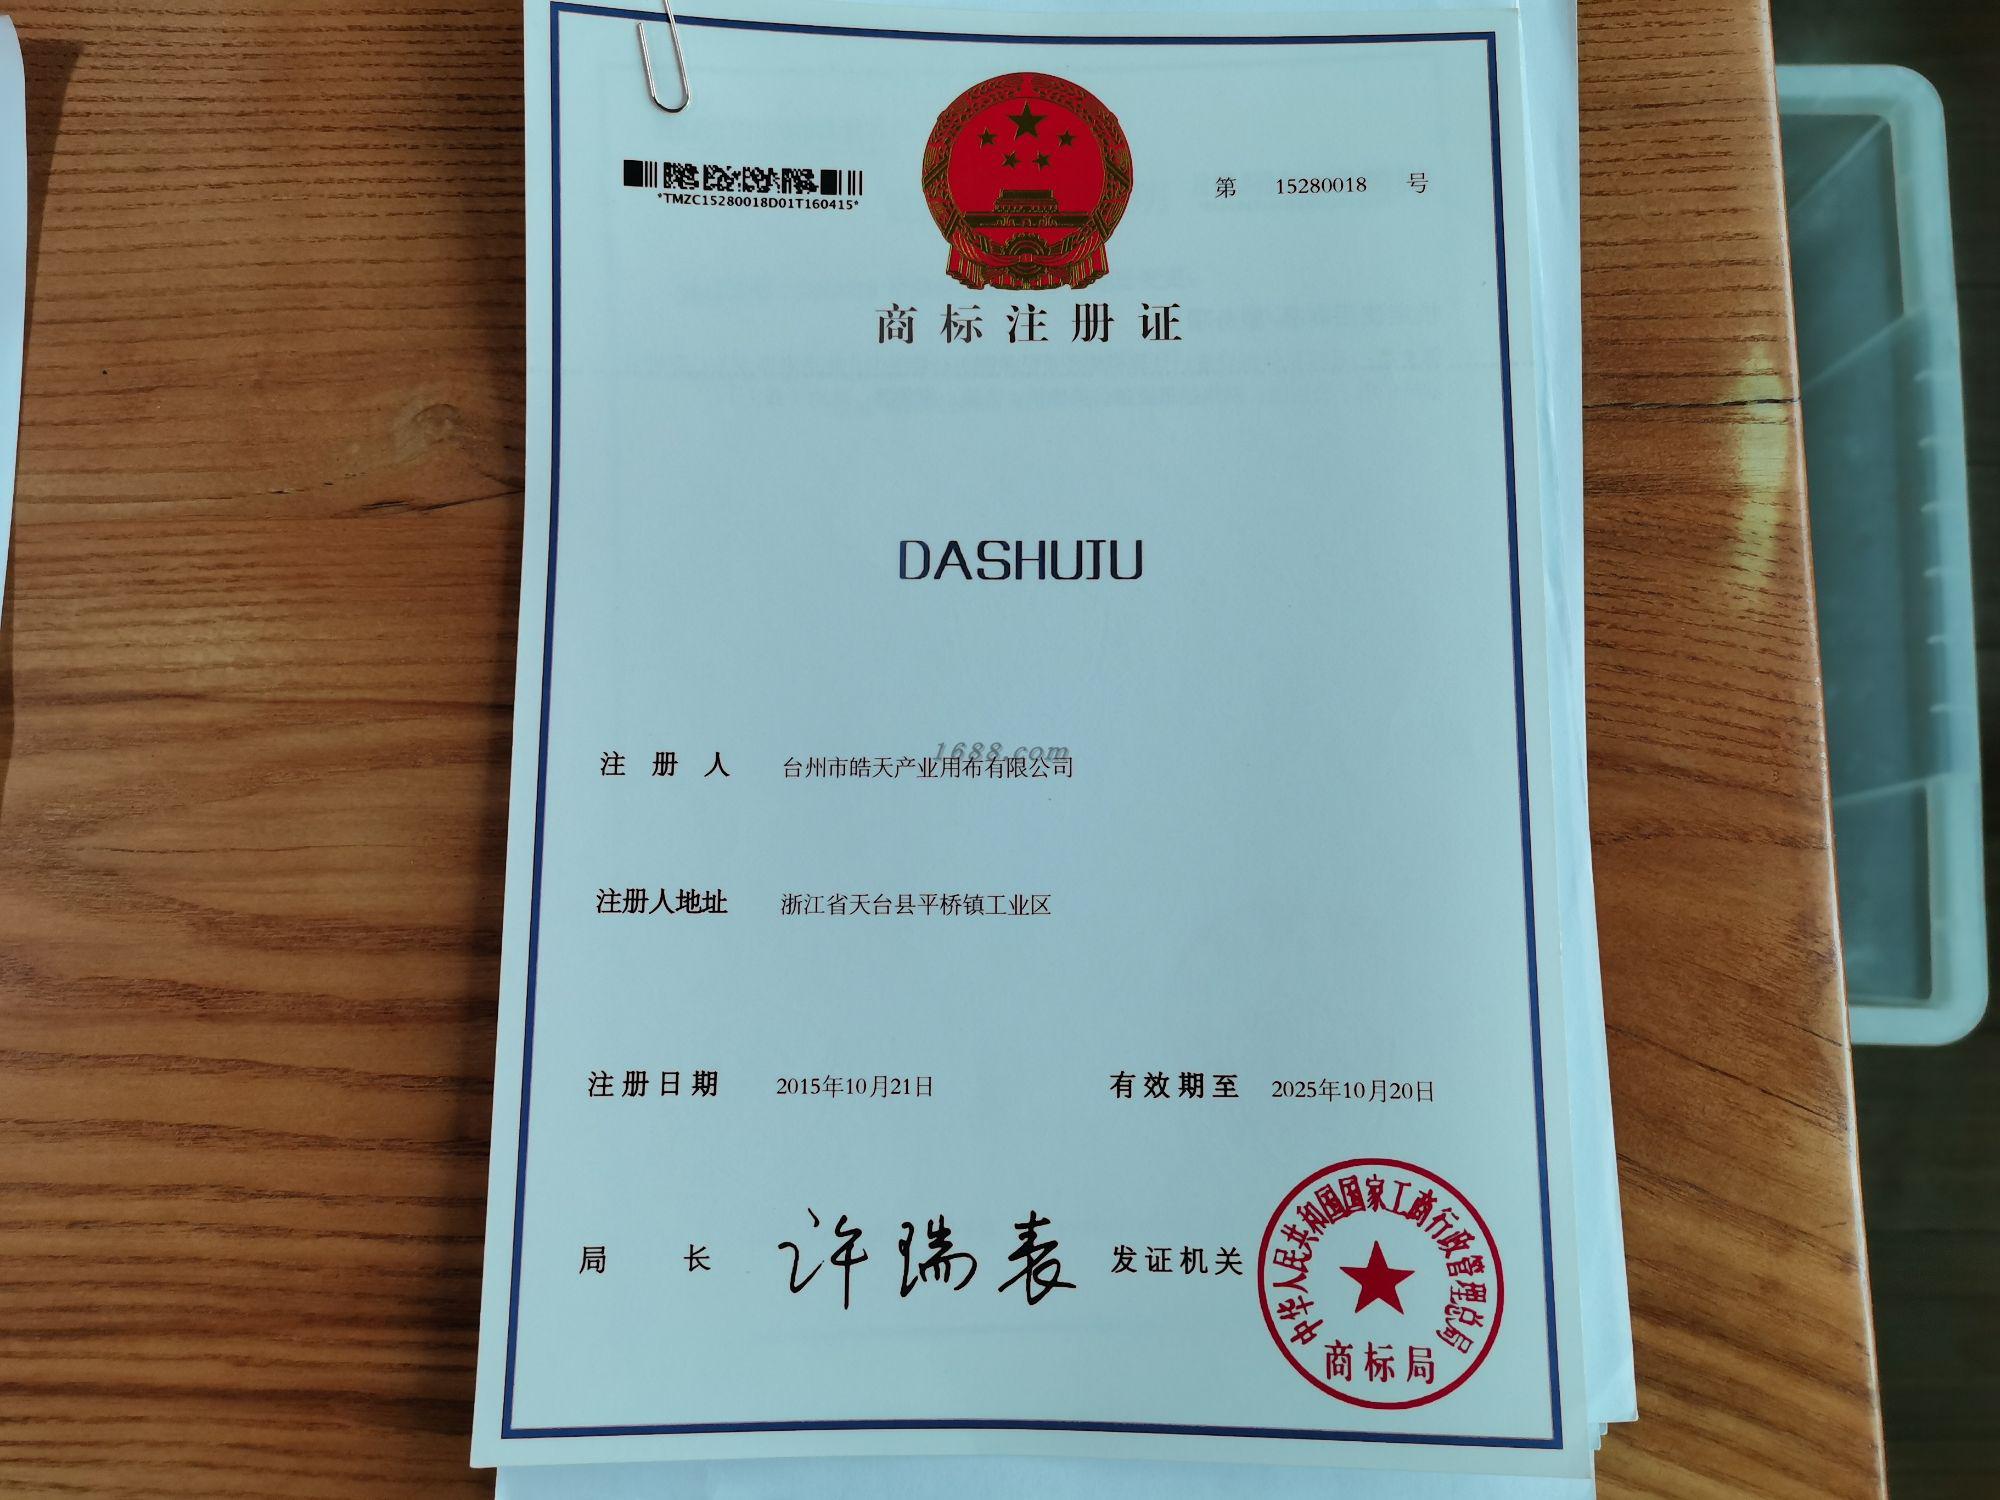 *TMZC15280018D01T160415*
第 15280018 号
商标注册证
DASHUIU
1688.com
注册人 台州市皓天产业用布有限公司
注册人地址 浙江省天台县平桥镇工业区
注册日期 2015年10月21日 有效期至 2025年10月20日
局长 许瑞表 发证机关
中华人民共和国国家工商行政管理总局
商标局